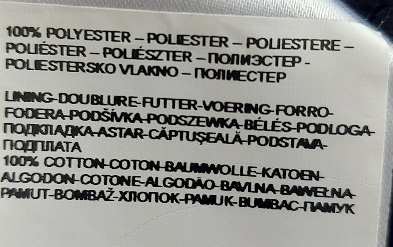 100% POLYESTER – POLIESTER – POLIESTERE –
POLIÉSTER – POLIÉSZTER – ПОЛИЭСТЕР -
POLIESTERSKO VLAKNO – ПОЛИЕСТЕР
LINING-DOUBLURE-FUTTER-VOERING-FORRO-
FODERA-PODŠÍVKA-PODSZEWKA-BÉLÉS-PODLOGA-
ПОДКЛАДКА-ASTAR-CĂPTUŞEALĂ-PODSTAVA-
ПОДПЛАТА
100% COTTON-COTON-BAUMWOLLE-KATOEN-
ALGODON-COTONE-ALGODÃO-BAVLNA-BAWEŁNA-
PAMUT-BOMBAŽ-ХЛОПОК-PAMUK-BUMBAC-ПАМУК